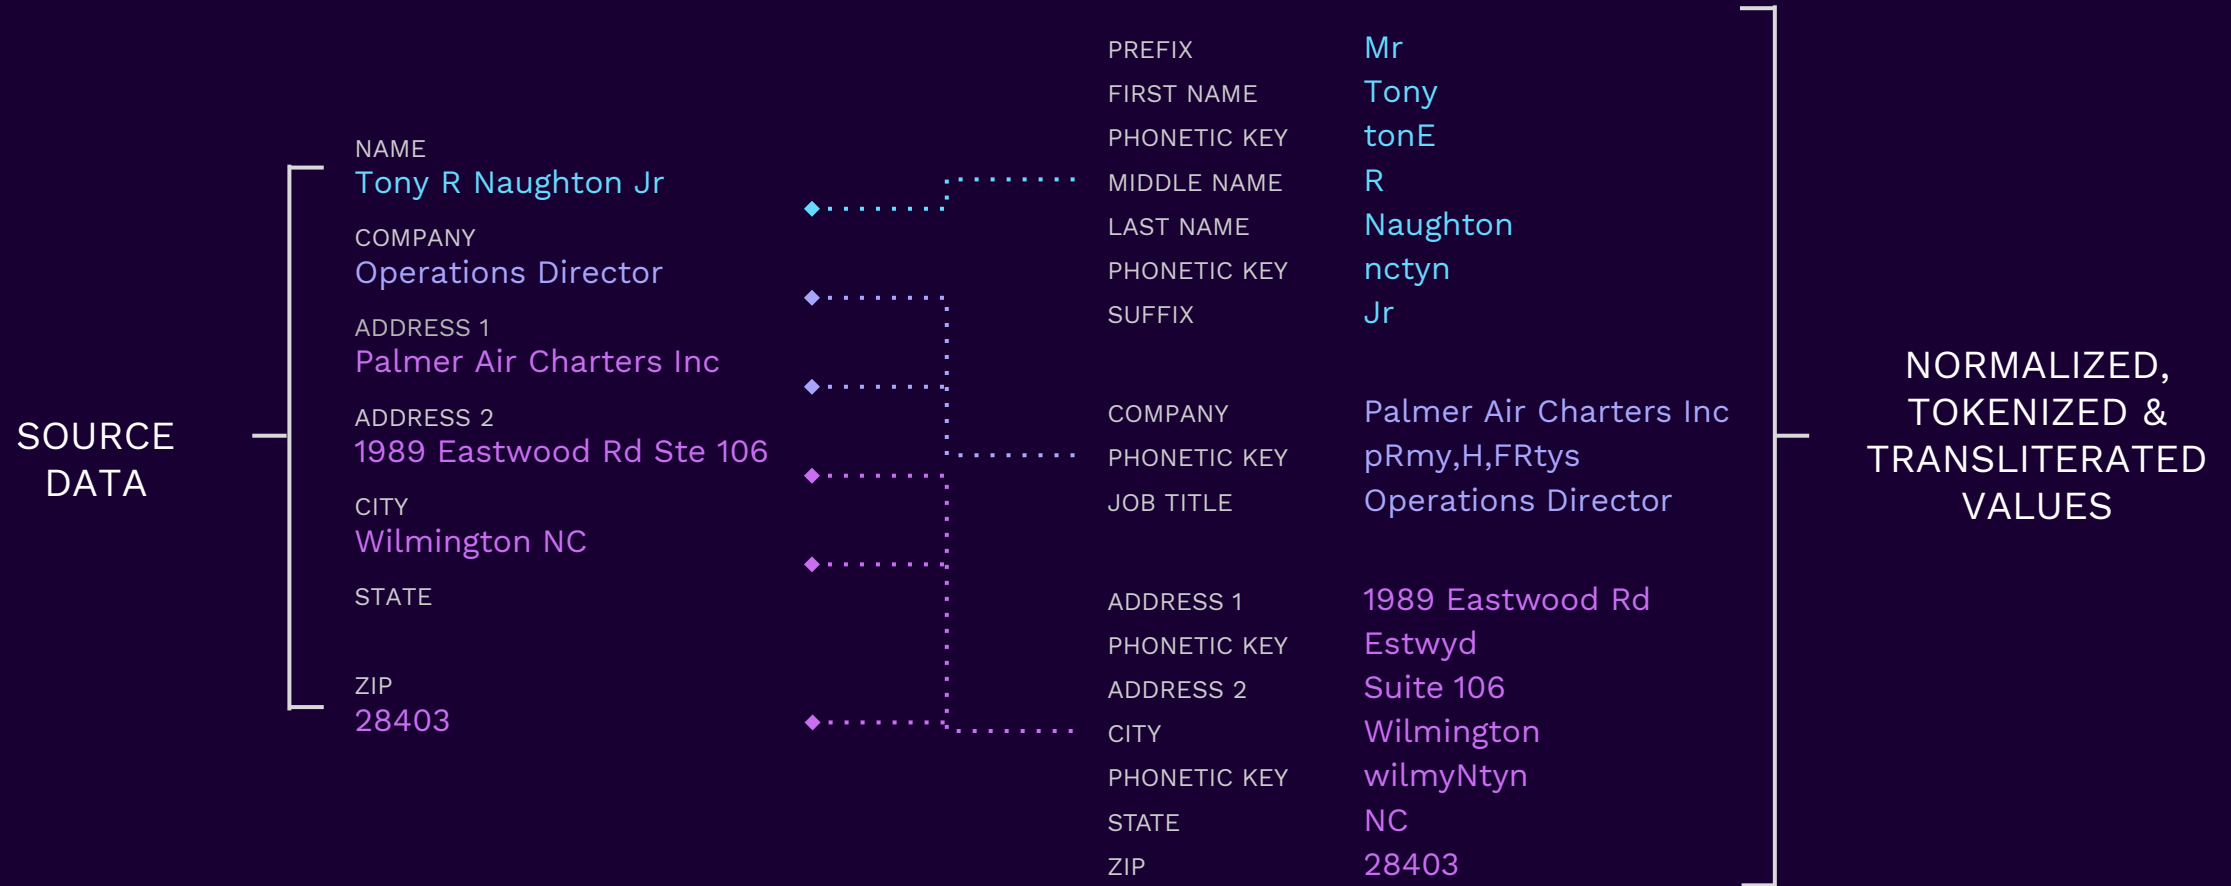 SOURCE
DATA
NAME
Tony R Naughton Jr
COMPANY
Operations Director
ADDRESS 1
Palmer Air Charters Inc
ADDRESS 2
1989 Eastwood Rd Ste 106
CITY
Wilmington NC
STATE
ZIP
28403
PREFIX Mr
FIRST NAME Tony
PHONETIC KEY tonE
MIDDLE NAME R
LAST NAME Naughton
PHONETIC KEY nctyn
SUFFIX Jr
COMPANY Palmer Air Charters Inc
PHONETIC KEY pRmy,H,FRtys
JOB TITLE Operations Director
ADDRESS 1 1989 Eastwood Rd
PHONETIC KEY Estwyd
ADDRESS 2 Suite 106
CITY Wilmington
PHONETIC KEY wilmyNtyn
STATE NC
ZIP 28403
NORMALIZED,
TOKENIZED &
TRANSLITERATED
VALUES